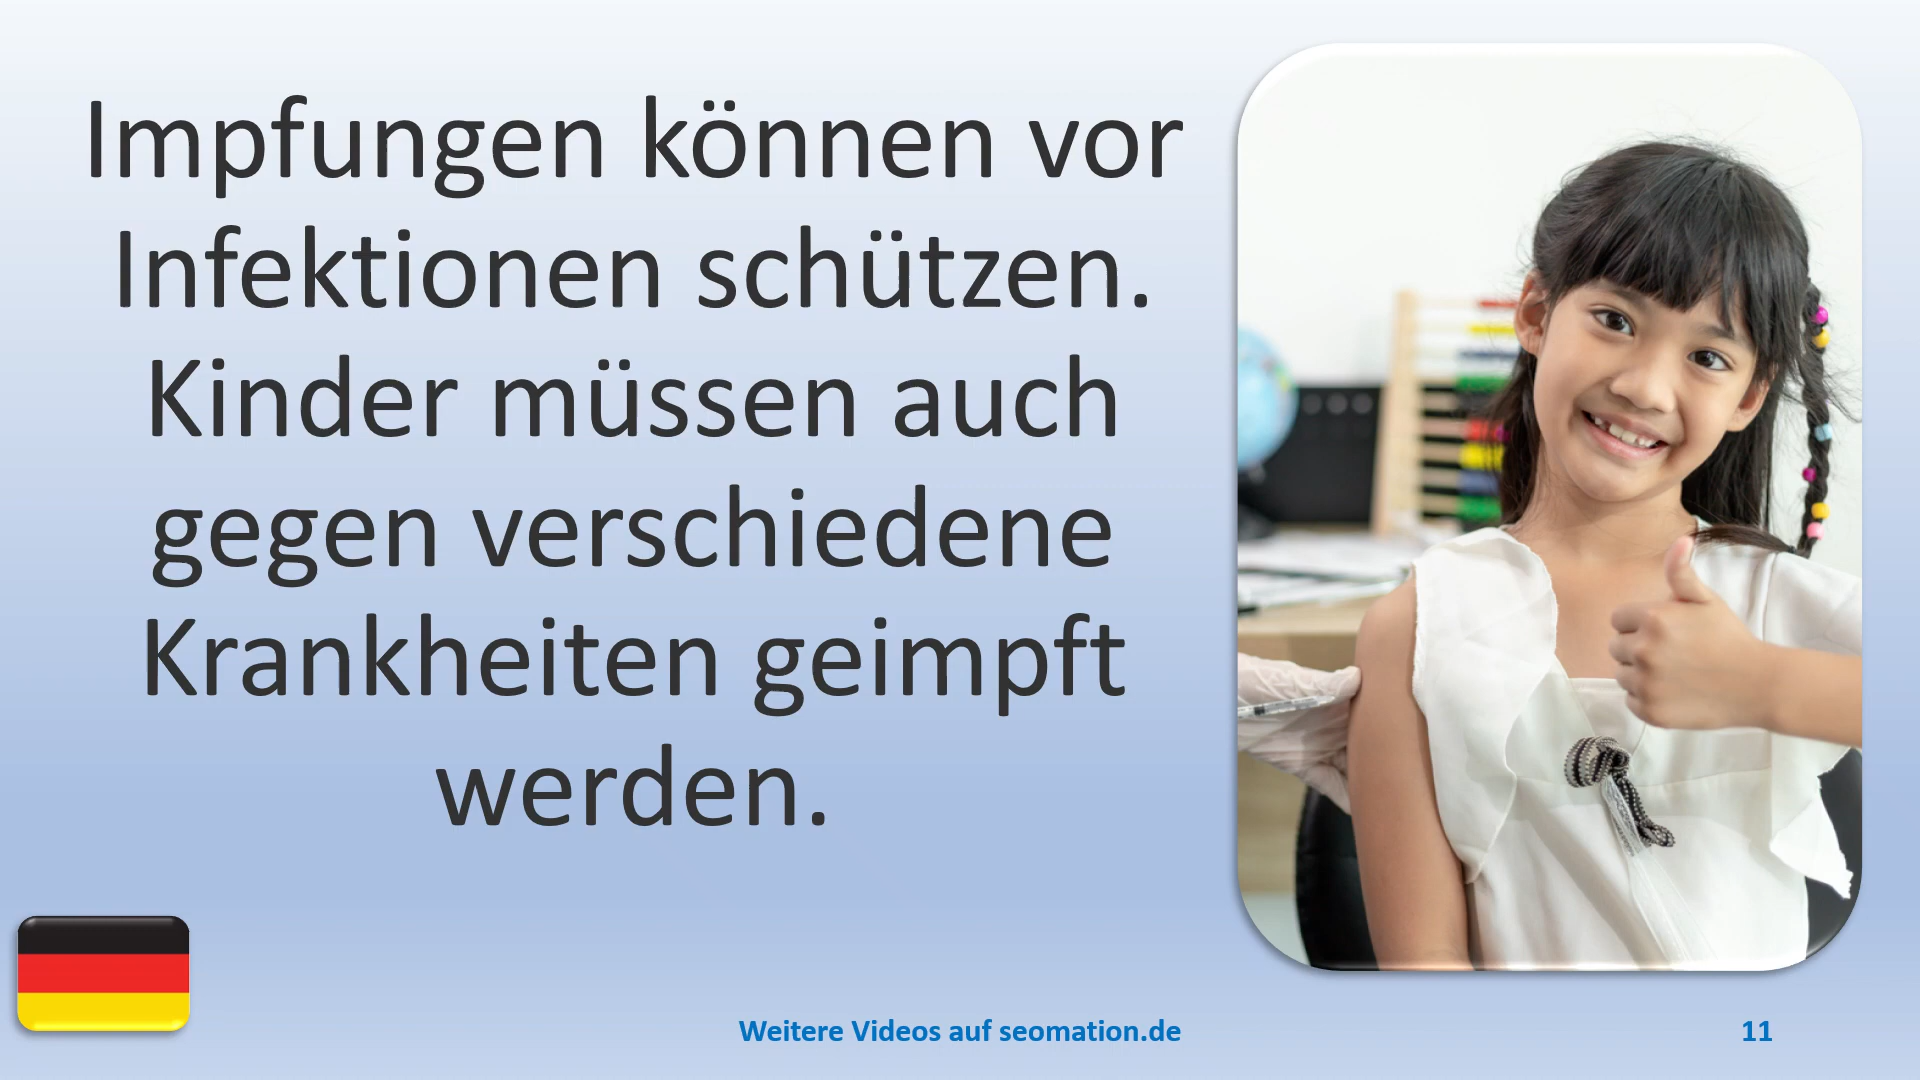 Impfungen können vor
Infektionen schützen.
Kinder müssen auch
gegen verschiedene
Krankheiten geimpft
werden.
Weitere Videos auf seomation.de
11